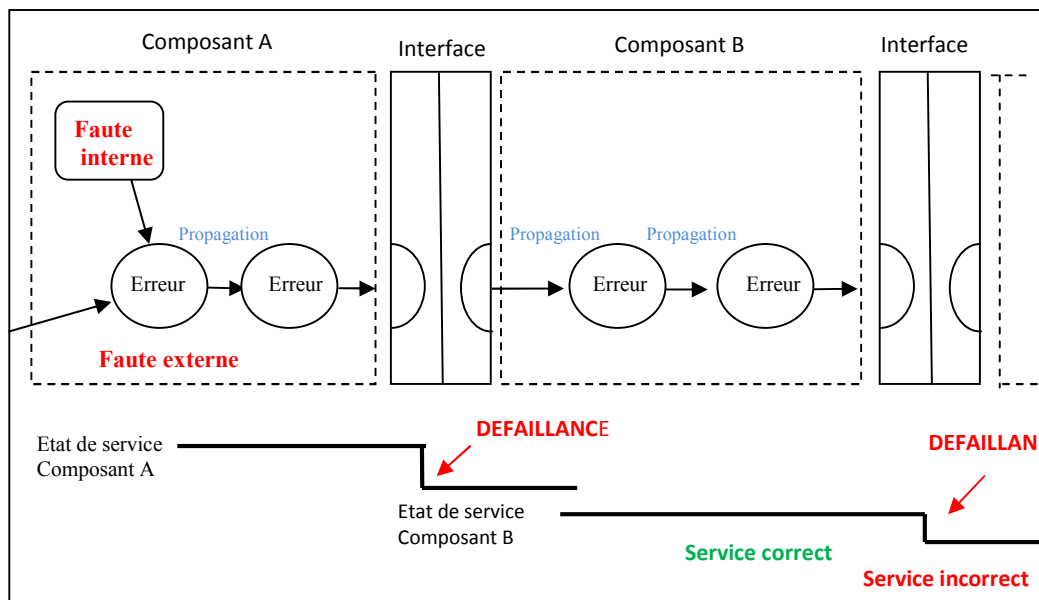 Composant A
Interface
Composant B
Interface
Faute
interne
Propagation
Propagation
Propagation
Erreur
Erreur
Erreur
Erreur
Faute externe
DEFAILLANCE
DEFAILLAN
Etat de service
Composant A
Etat de service
Composant B
Service correct
Service incorrect